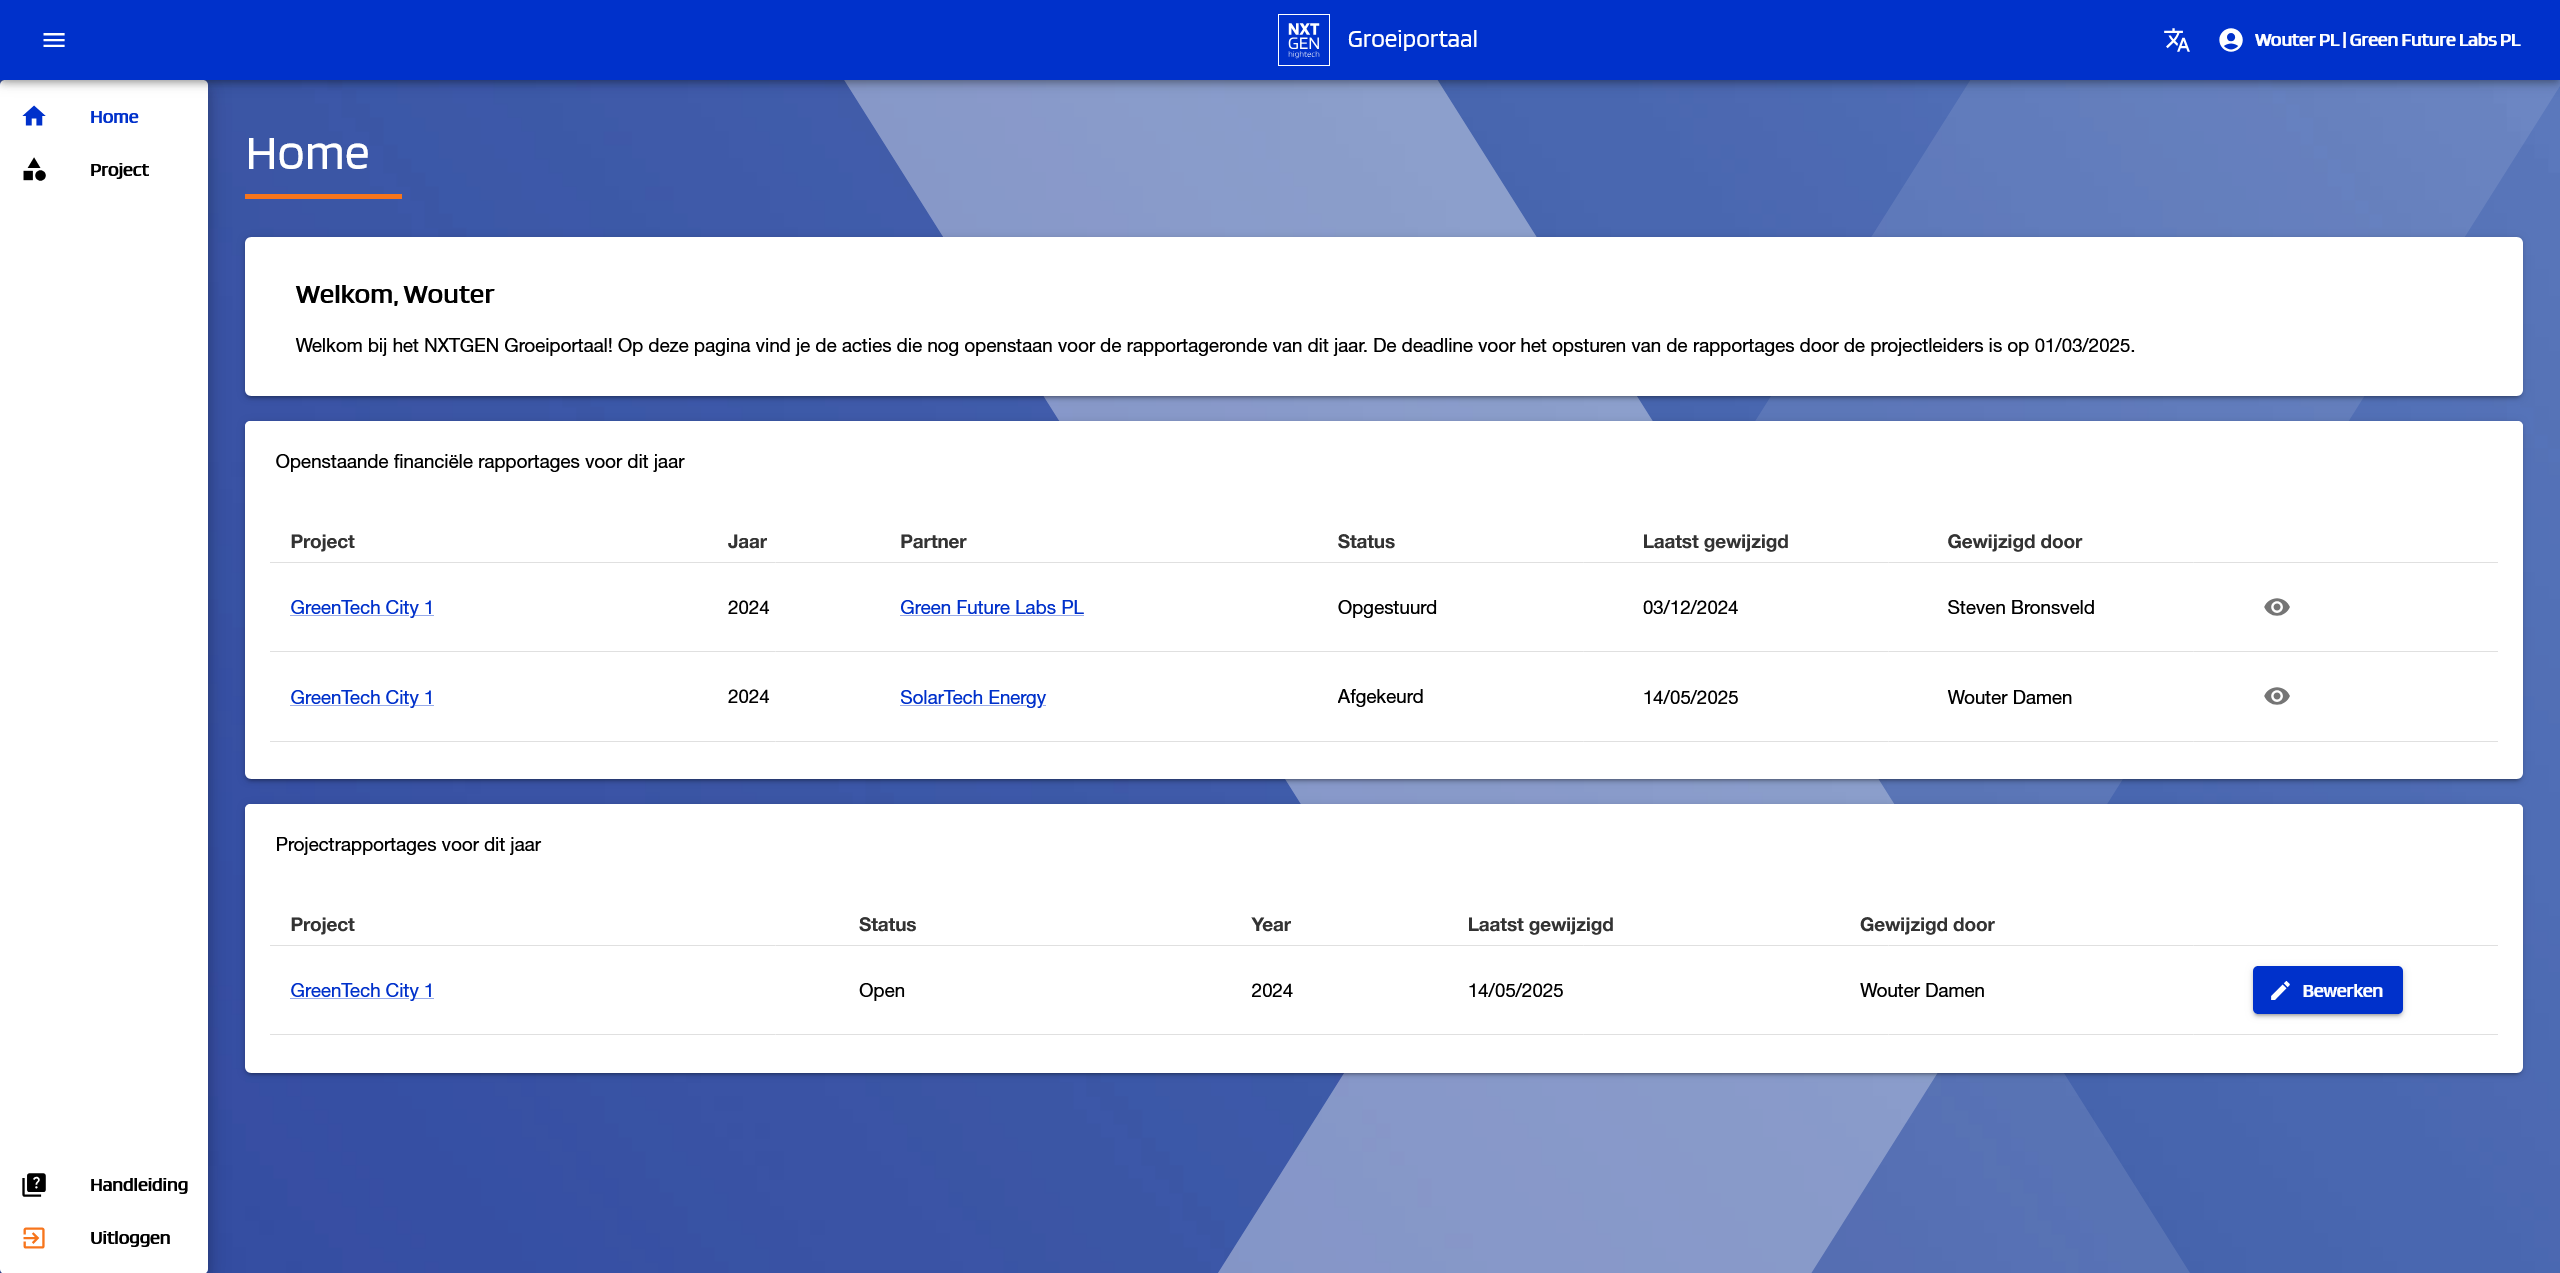 NXT
GEN
hightech
Groeiportaal
Wouter PL | Green Future Labs PL
Home
Project
Home
Welkom, Wouter
Welkom bij het NXTGEN Groeiportaal! Op deze pagina vind je de acties die nog openstaan voor de rapportageronde van dit jaar. De deadline voor het opsturen van de rapportages door de projectleiders is op 01/03/2025.
Openstaande financiële rapportages voor dit jaar
Project Jaar Partner Status Laatst gewijzigd Gewijzigd door
GreenTech City 1 2024 Green Future Labs PL Opgestuurd 03/12/2024 Steven Bronsveld
GreenTech City 1 2024 SolarTech Energy Afgekeurd 14/05/2025 Wouter Damen
Projectrapportages voor dit jaar
Project Status Year Laatst gewijzigd Gewijzigd door
GreenTech City 1 Open 2024 14/05/2025 Wouter Damen Bewerken
Handleiding
Uitloggen